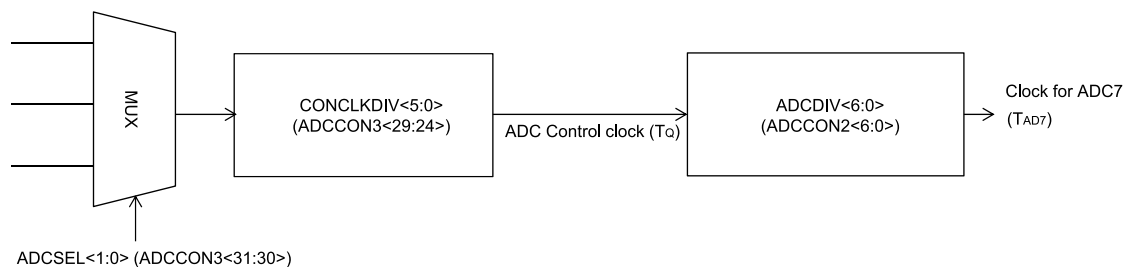 MUX
CONCLKDIV<5:0>
(ADCCON3<29:24>)
ADC Control clock (TQ)
ADCDIV<6:0>
(ADCCON2<6:0>)
Clock for ADC7
(TAD7)
ADCSEL<1:0> (ADCCON3<31:30>)